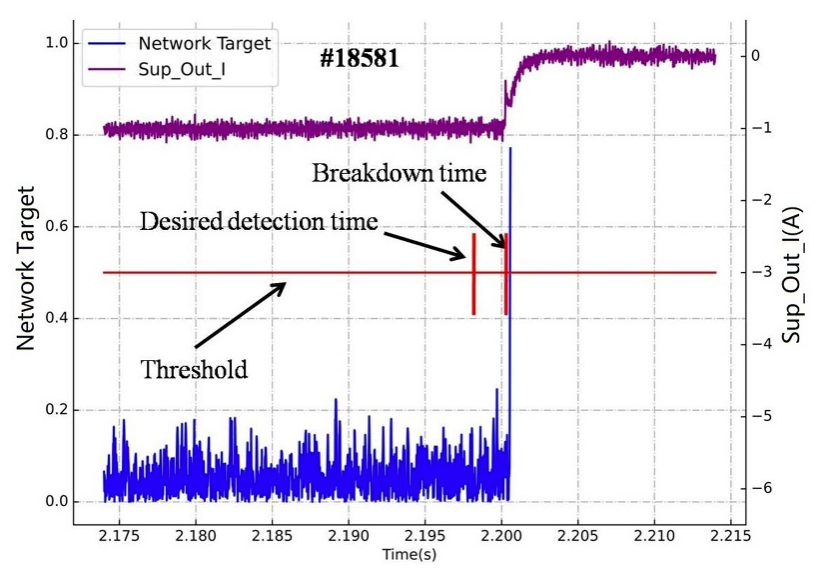 Network Target
Sup_Out_I
#18581
Breakdown time
Desired detection time
Threshold
Network Target
1.0
0.8
0.6
0.4
0.2
0.0
0
−1
−2
−3
−4
−5
−6
Sup_Out_I(A)
2.175 2.180 2.185 2.190 2.195 2.200 2.205 2.210 2.215
Time(s)